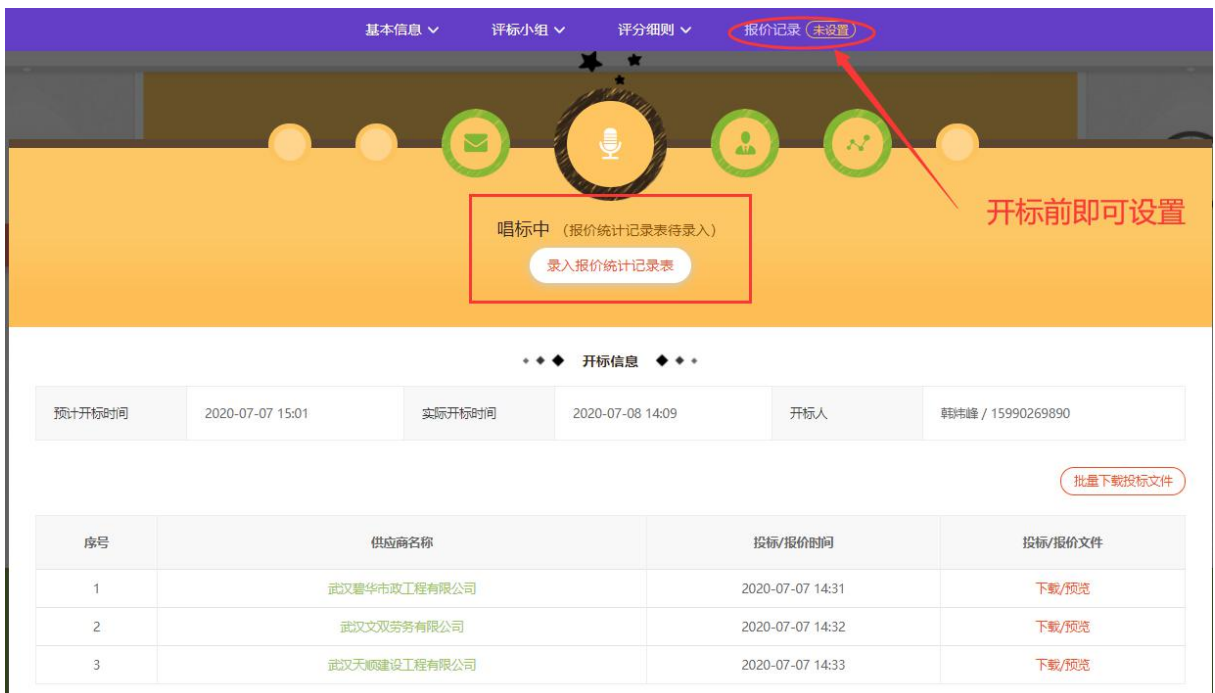 基本信息 评标小组 评分细则 报价记录 未设置
开标前即可设置
唱标中 （报价统计记录表待录入）
录入报价统计记录表
开标信息
预计开标时间 2020-07-07 15:01 实际开标时间 2020-07-08 14:09 开标人 韩炜峰 / 15990269890
批量下载投标文件
序号 供应商名称 投标/报价时间 投标/报价文件
1 武汉碧华市政工程有限公司 2020-07-07 14:31 下载/预览
2 武汉文双劳务有限公司 2020-07-07 14:32 下载/预览
3 武汉天顺建设工程有限公司 2020-07-07 14:33 下载/预览